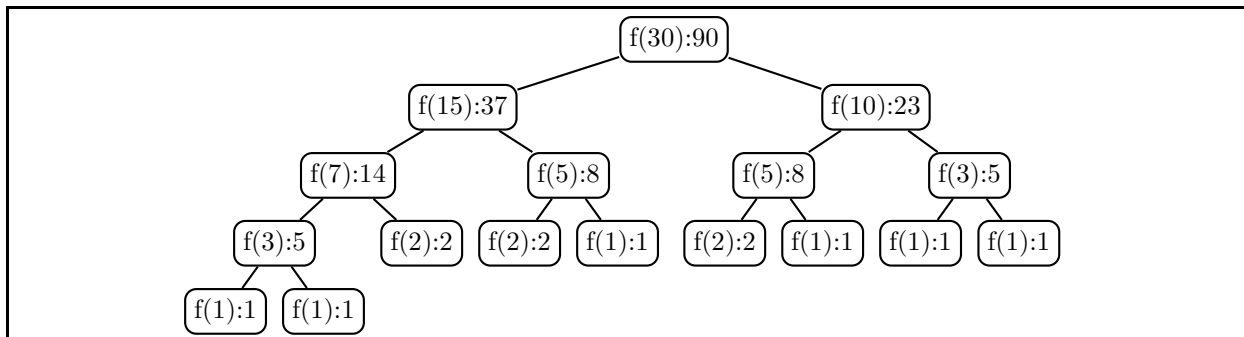 f(30):90
f(15):37 f(10):23
f(7):14 f(5):8 f(5):8 f(3):5
f(3):5 f(2):2 f(2):2 f(1):1 f(2):2 f(1):1 f(1):1 f(1):1
f(1):1 f(1):1